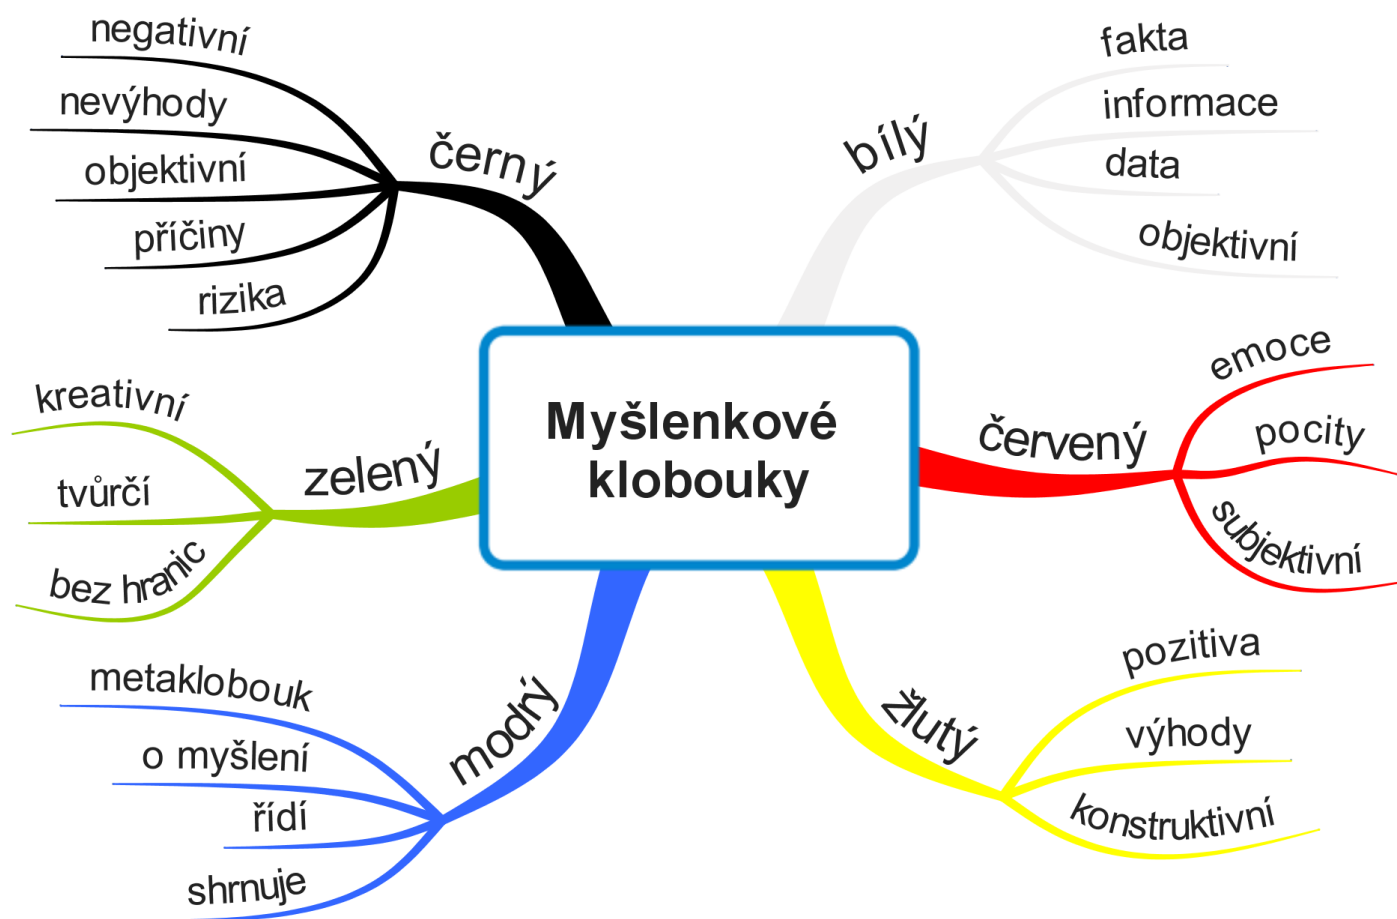 Myšlenkové
klobouky
bílý
fakta
informace
data
objektivní
červený
emoce
pocity
subjektivní
žlutý
pozitiva
výhody
konstruktivní
modrý
metaklobouk
o myšlení
řídí
shrnuje
zelený
kreativní
tvůrčí
bez hranic
černý
negativní
nevýhody
objektivní
příčiny
rizika